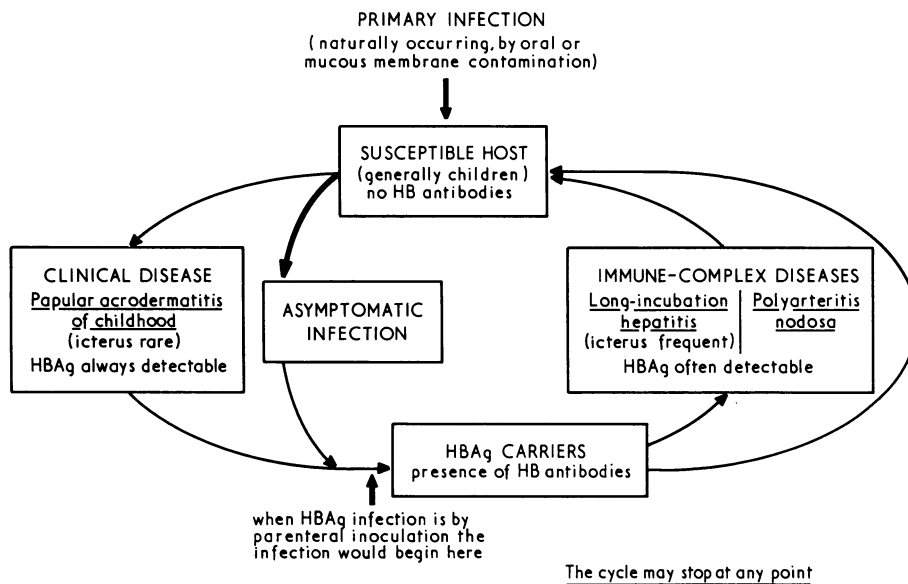 PRIMARY INFECTION
(naturally occurring, by oral or
mucous membrane contamination)
SUSCEPTIBLE HOST
(generally children)
no HB antibodies
CLINICAL DISEASE
Papular acrodermatitis
of childhood
(icterus rare)
HBAg always detectable
ASYMPTOMATIC
INFECTION
IMMUNE-COMPLEX DISEASES
Long-incubation
hepatitis
(icterus frequent)
Polyarteritis
nodosa
HBAg often detectable
HBAg CARRIERS
presence of HB antibodies
when HBAg infection is by
parenteral inoculation the
infection would begin here
The cycle may stop at any point